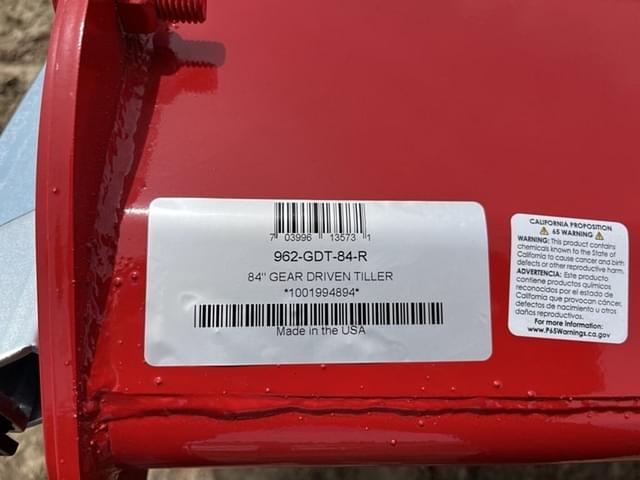 7 03996 13573 1
962-GDT-84-R
84" GEAR DRIVEN TILLER
*1001994894*
Made in the USA
CALIFORNIA PROPOSITION
65 WARNING
WARNING: This product contains
chemicals known to the State of
California to cause cancer and birth
defects or other reproductive harm.
ADVERTENCIA: Este producto
contiene productos químicos
reconocidos por el estado de
California que provocan cáncer,
defectos de nacimiento u otros
daños reproductivos.
For more information:
www.P65Warnings.ca.gov